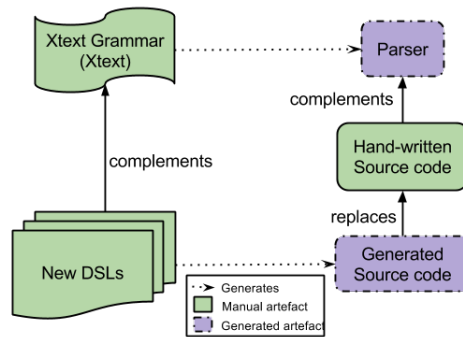 Xtext Grammar
(Xtext)
Parser
complements
complements
Hand-written
Source code
replaces
New DSLs
Generated
Source code
Generates
Manual artefact
Generated artefact